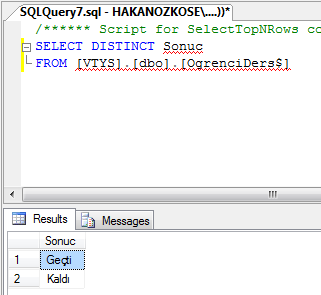 SQLQuery7.sql - HAKANOZKOSE\....))*
/****** Script for SelectTopNRows co
SELECT DISTINCT Sonuc
FROM [VTYS].[dbo].[OgrenciDers$]
Results Messages
Sonuc
1 Geçti
2 Kaldı